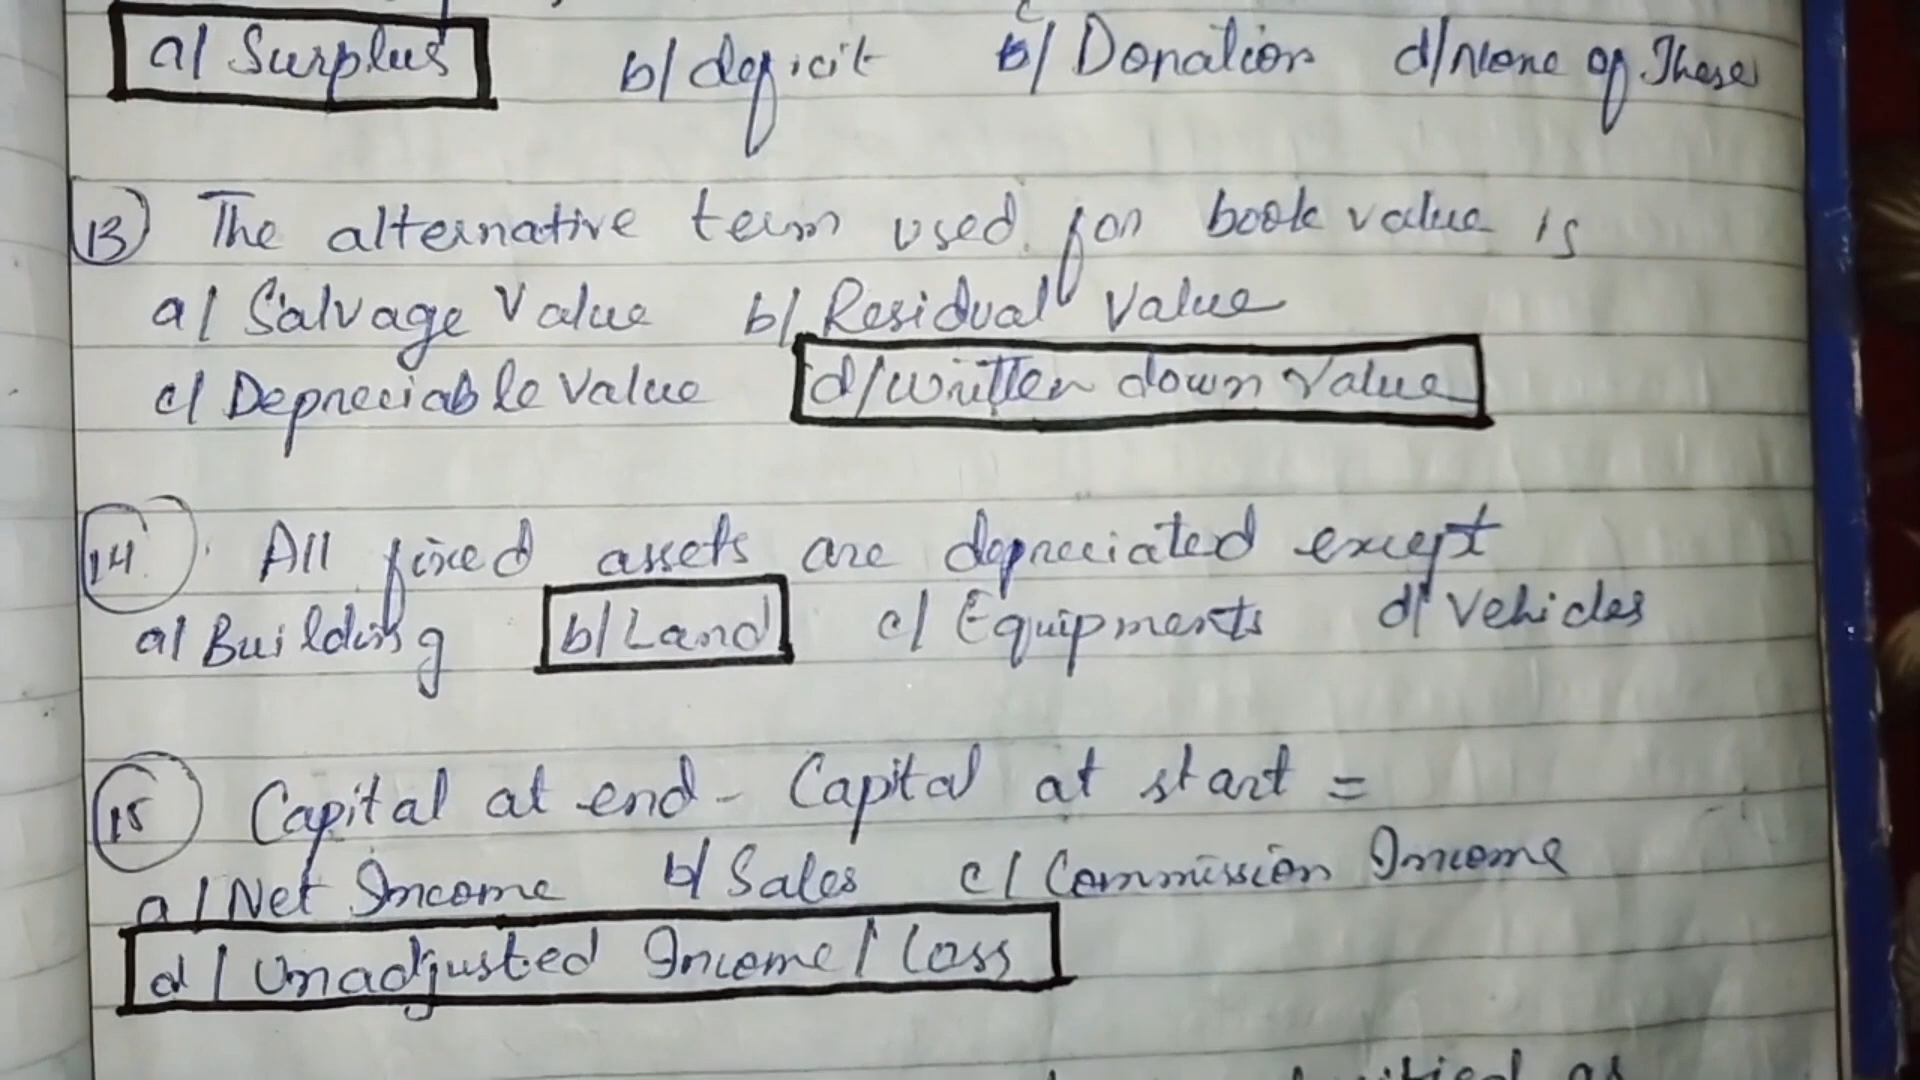 a/ Surplus b/ deficit c/ Donation d/ None of These
13) The alternative term used for book value is
a/ Salvage Value b/ Residual Value
c/ Depreciable Value d/ written down Value
14. All fixed assets are depreciated except
a/ Building b/ Land c/ Equipments d/ Vehicles
15) Capital at end - Capital at start =
a/ Net Income b/ Sales c/ Commission Income
d/ Unadjusted Income/ Loss
as